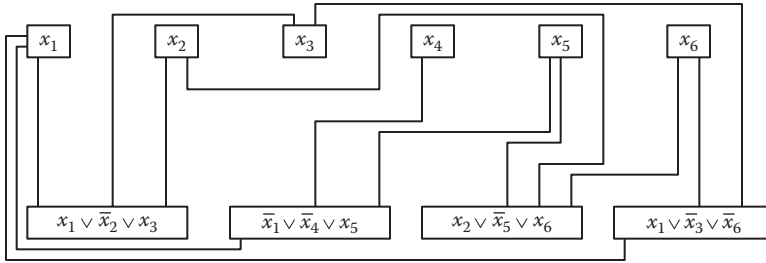 x₁ x₂ x₃ x₄ x₅ x₆
x₁ ∨ x̅₂ ∨ x₃ x̅₁ ∨ x̅₄ ∨ x₅ x₂ ∨ x̅₅ ∨ x₆ x₁ ∨ x̅₃ ∨ x̅₆